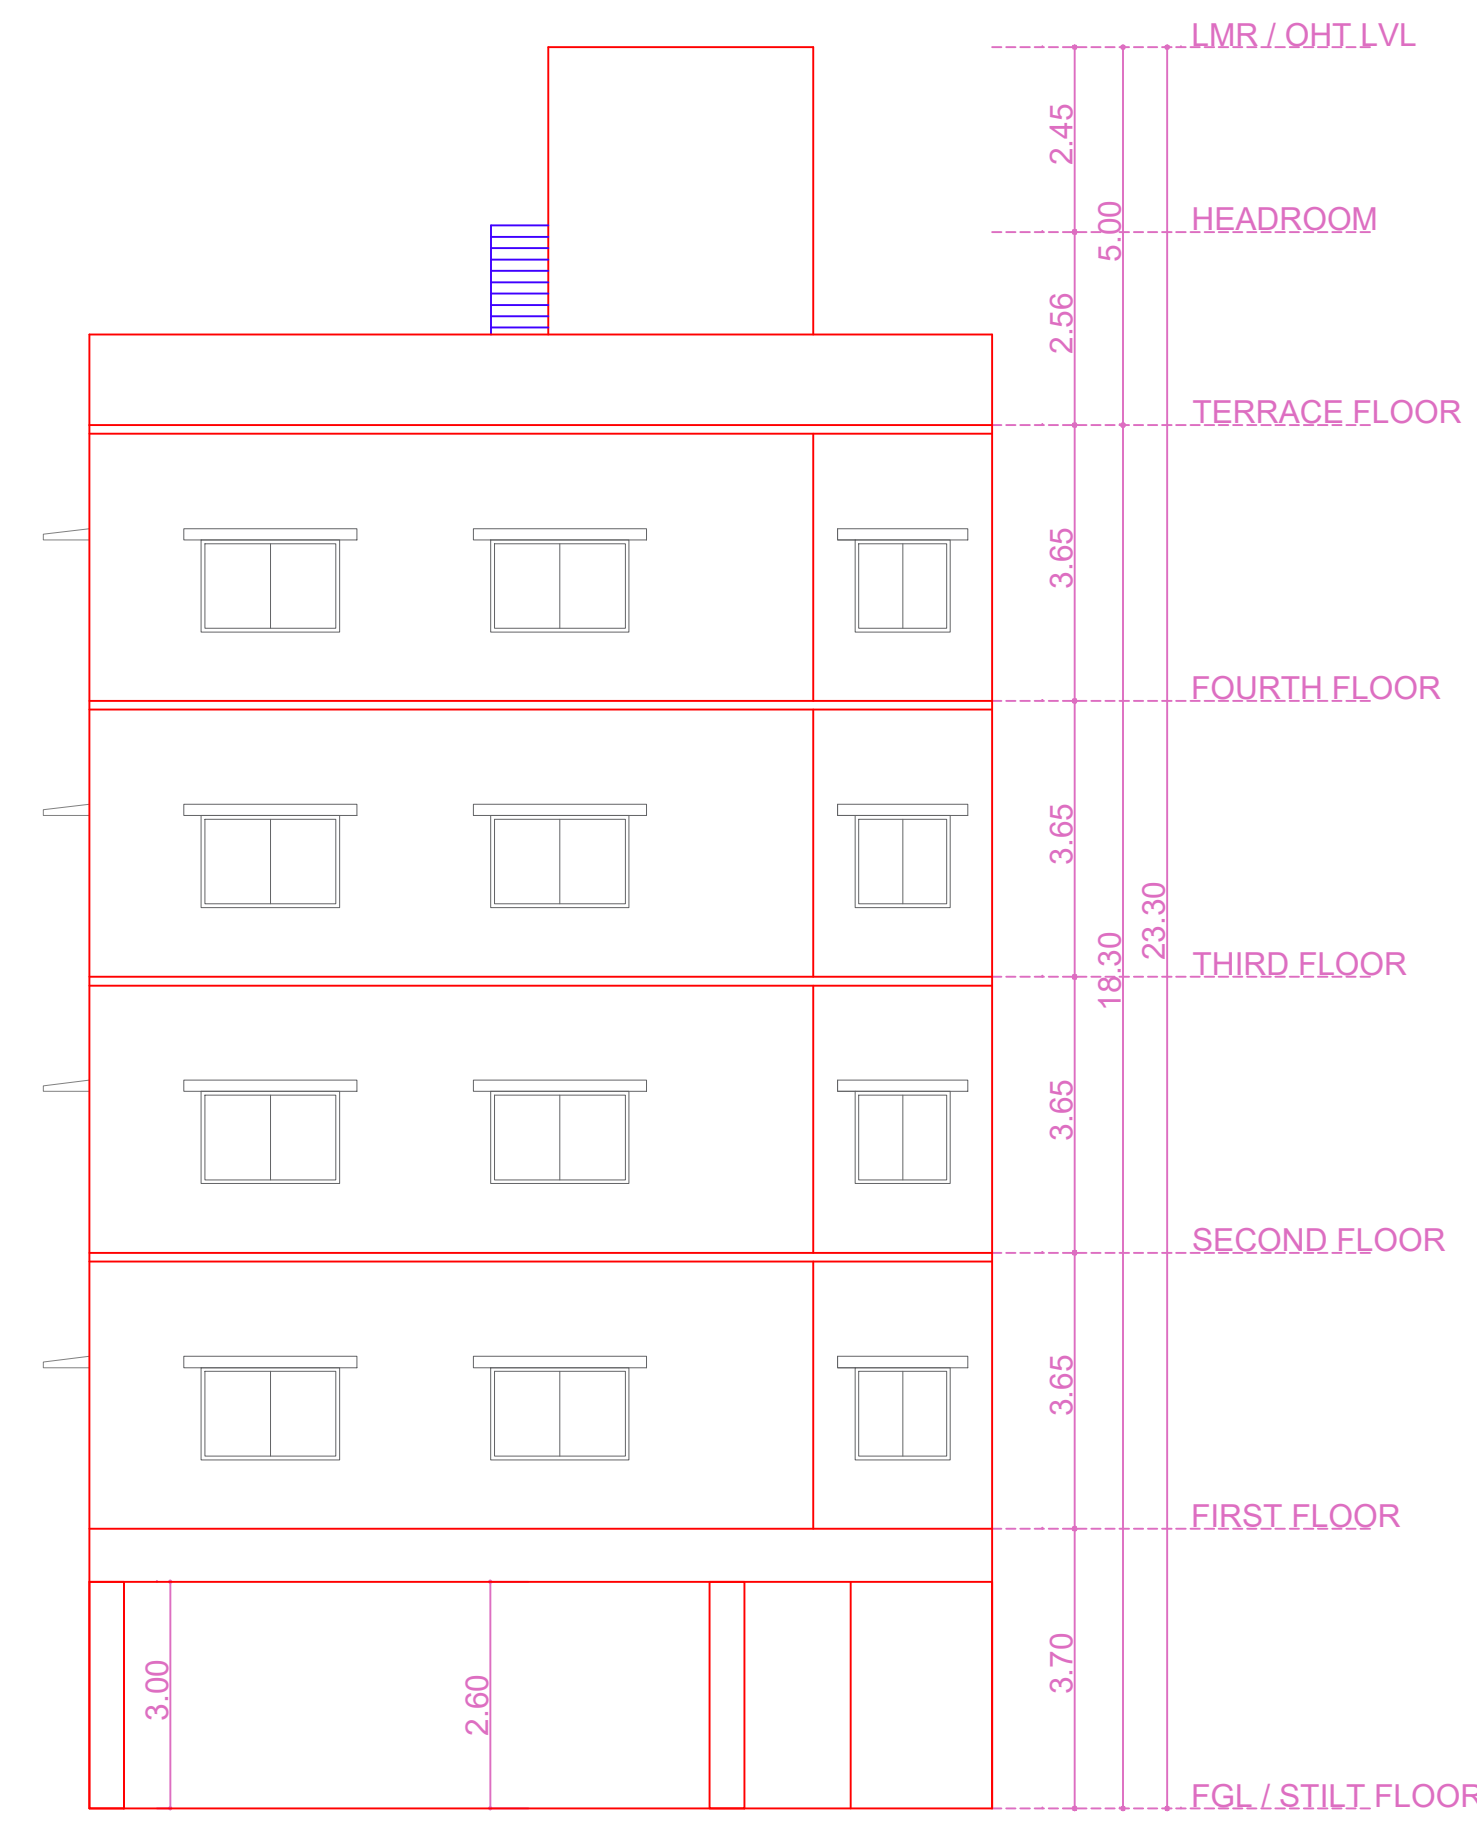 LMR / OHT LVL
2.45
HEADROOM
5.00
2.56
TERRACE FLOOR
3.65
FOURTH FLOOR
3.65
23.30
18.30
THIRD FLOOR
3.65
SECOND FLOOR
3.65
FIRST FLOOR
3.00
2.60
3.70
FGL / STILT FLOOR